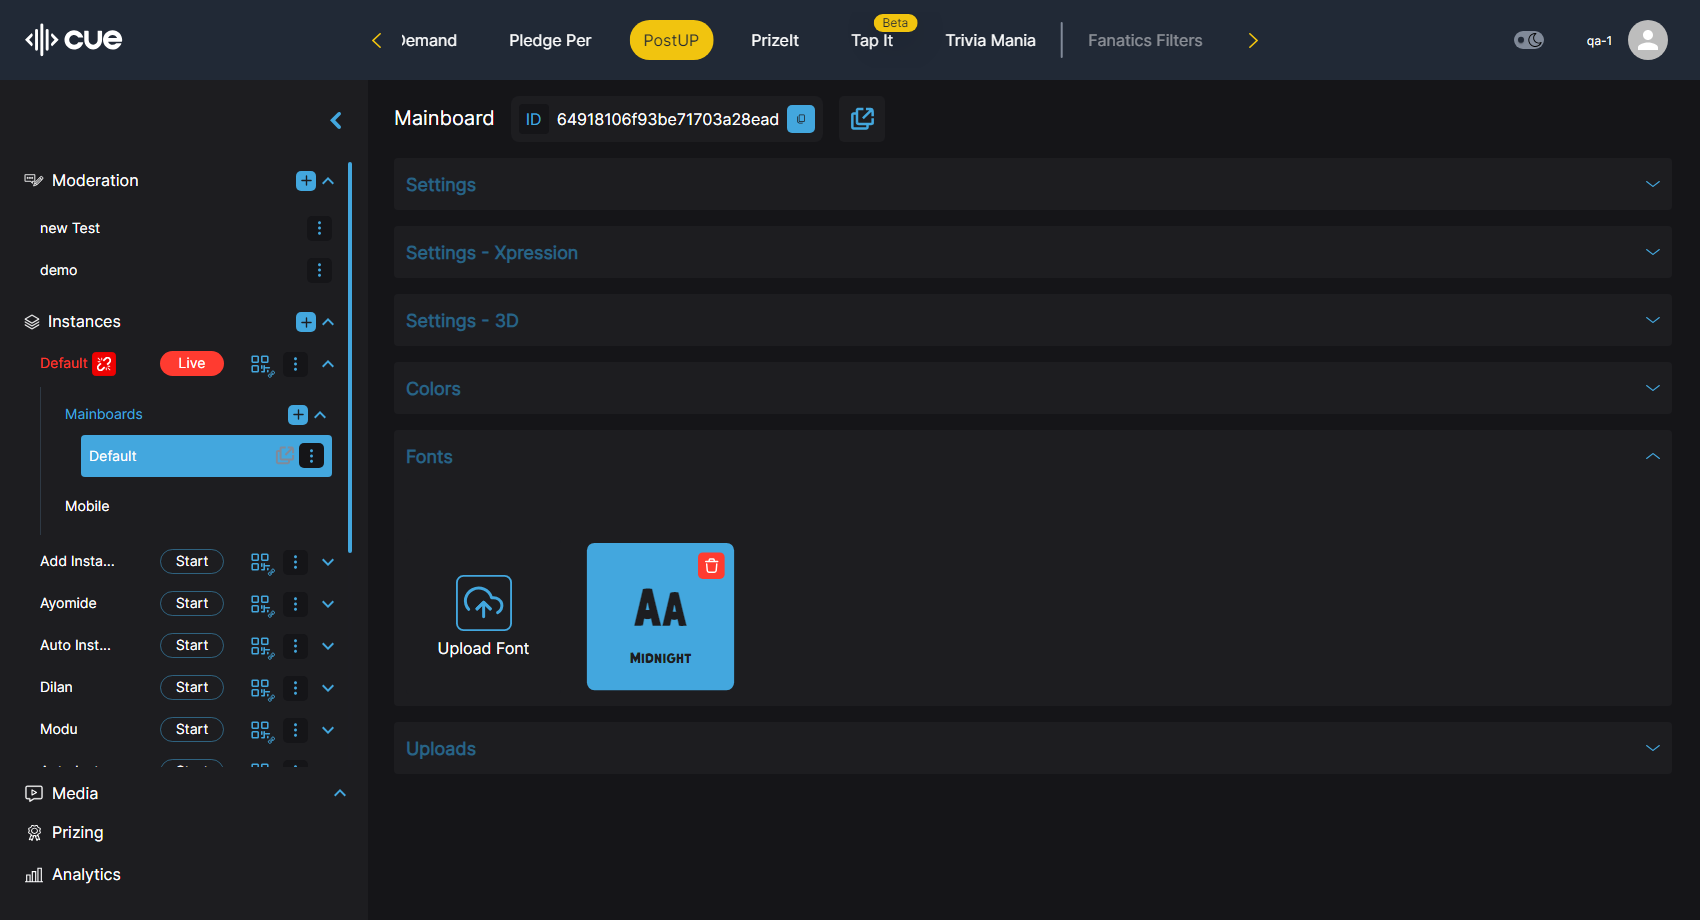 cue
Demand
Pledge Per
PostUP
PrizeIt
Tap It
Beta
Trivia Mania
Fanatics Filters
qa-1
Moderation
new Test
demo
Instances
Default
Live
Mainboards
Default
Mobile
Add Insta...
Start
Ayomide
Start
Auto Inst...
Start
Dilan
Start
Modu
Start
Media
Prizing
Analytics
Mainboard
ID 64918106f93be71703a28ead
Settings
Settings - Xpression
Settings - 3D
Colors
Fonts
Upload Font
AA
MIDNIGHT
Uploads